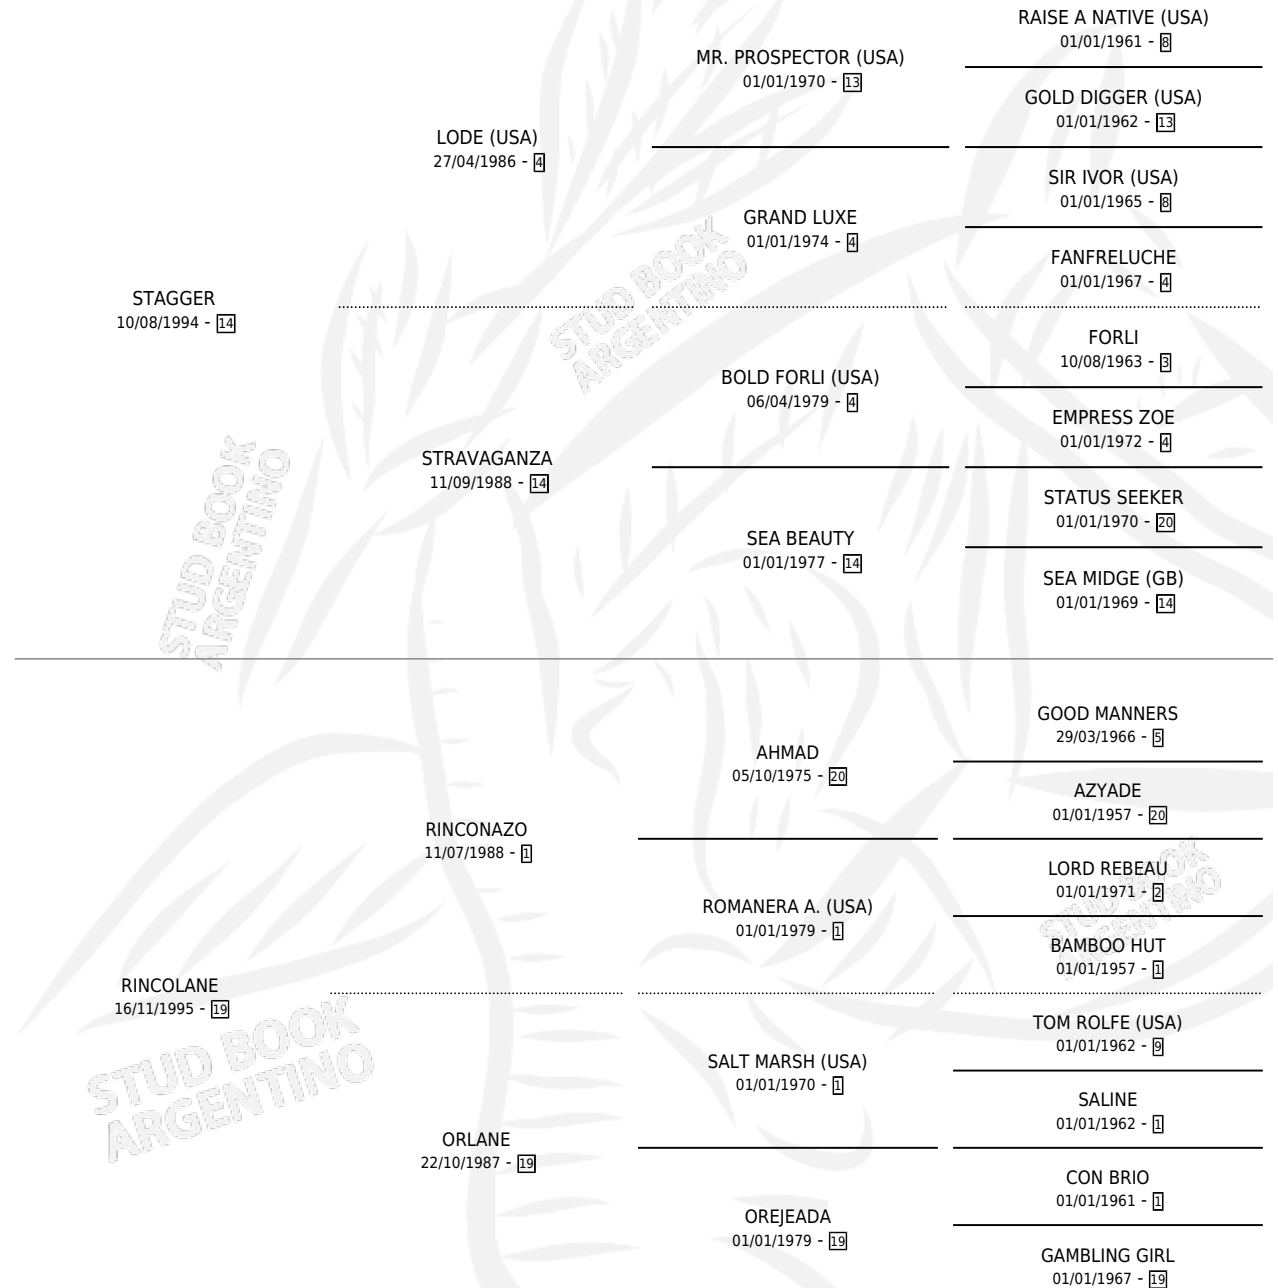 RAISE A NATIVE (USA)
01/01/1961 - 8
MR. PROSPECTOR (USA)
01/01/1970 - 13
GOLD DIGGER (USA)
01/01/1962 - 13
LODE (USA)
27/04/1986 - 4
SIR IVOR (USA)
01/01/1965 - 8
GRAND LUXE
01/01/1974 - 4
FANFRELUCHE
01/01/1967 - 4
STAGGER
10/08/1994 - 14
STUD BOOK
ARGENTINO
FORLI
10/08/1963 - 3
BOLD FORLI (USA)
06/04/1979 - 4
EMPRESS ZOE
01/01/1972 - 4
STRAVAGANZA
11/09/1988 - 14
STATUS SEEKER
01/01/1970 - 20
SEA BEAUTY
01/01/1977 - 14
SEA MIDGE (GB)
01/01/1969 - 14
STUD BOOK
ARGENTINO
GOOD MANNERS
29/03/1966 - 5
AHMAD
05/10/1975 - 20
AZYADE
01/01/1957 - 20
RINCONAZO
11/07/1988 - 1
LORD REBEAU
01/01/1971 - 2
ROMANERA A. (USA)
01/01/1979 - 1
STUD BOOK
ARGENTINO
BAMBOO HUT
01/01/1957 - 1
RINCOLANE
16/11/1995 - 19
STUD BOOK
ARGENTINO
TOM ROLFE (USA)
01/01/1962 - 9
SALT MARSH (USA)
01/01/1970 - 1
SALINE
01/01/1962 - 1
ORLANE
22/10/1987 - 19
CON BRIO
01/01/1961 - 1
OREJEADA
01/01/1979 - 19
GAMBLING GIRL
01/01/1967 - 19